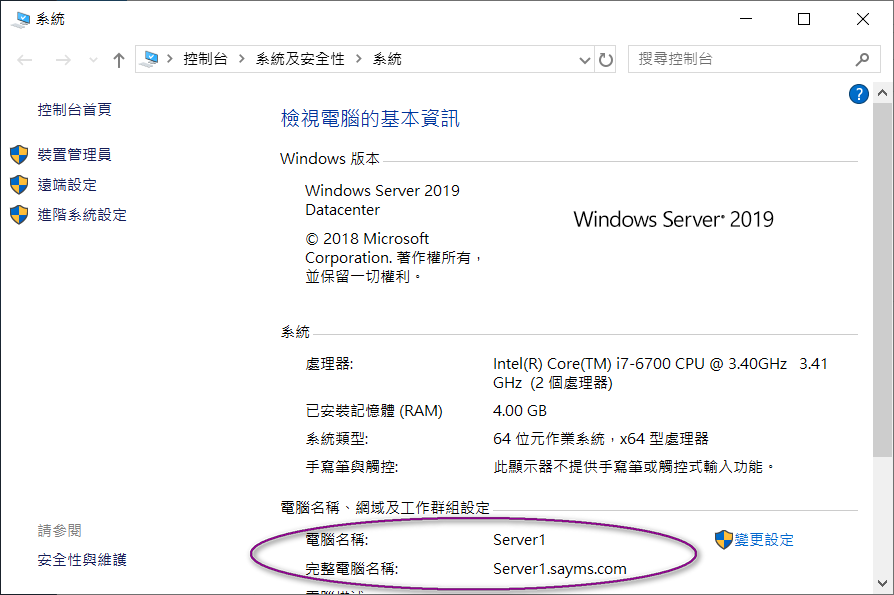 系統
控制台 > 系統及安全性 > 系統
搜尋控制台
?
控制台首頁
裝置管理員
遠端設定
進階系統設定
請參閱
安全性與維護
檢視電腦的基本資訊
Windows 版本
Windows Server 2019
Datacenter
© 2018 Microsoft
Corporation. 著作權所有，
並保留一切權利。
Windows Server® 2019
系統
處理器: Intel(R) Core(TM) i7-6700 CPU @ 3.40GHz 3.41
GHz (2 個處理器)
已安裝記憶體 (RAM) 4.00 GB
系統類型: 64 位元作業系統，x64 型處理器
手寫筆與觸控: 此顯示器不提供手寫筆或觸控式輸入功能。
電腦名稱、網域及工作群組設定
電腦名稱: Server1
變更設定
完整電腦名稱: Server1.sayms.com